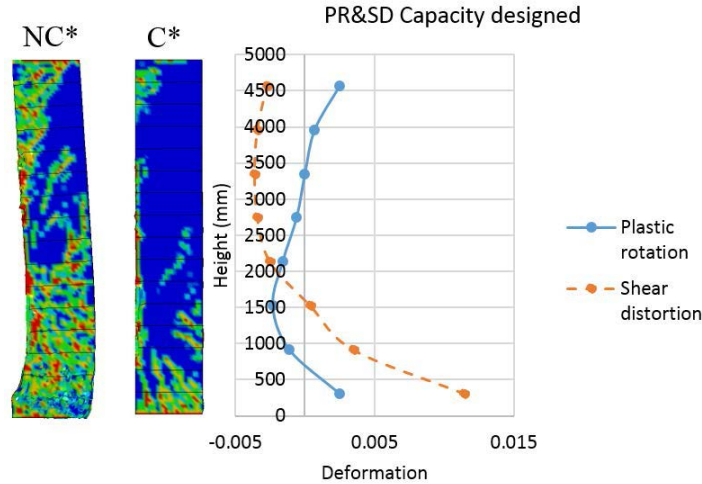 NC*
C*
PR&SD Capacity designed
5000
4500
4000
3500
3000
2500
2000
1500
1000
500
0
Height (mm)
-0.005
0.005
0.015
Deformation
Plastic
rotation
Shear
distortion